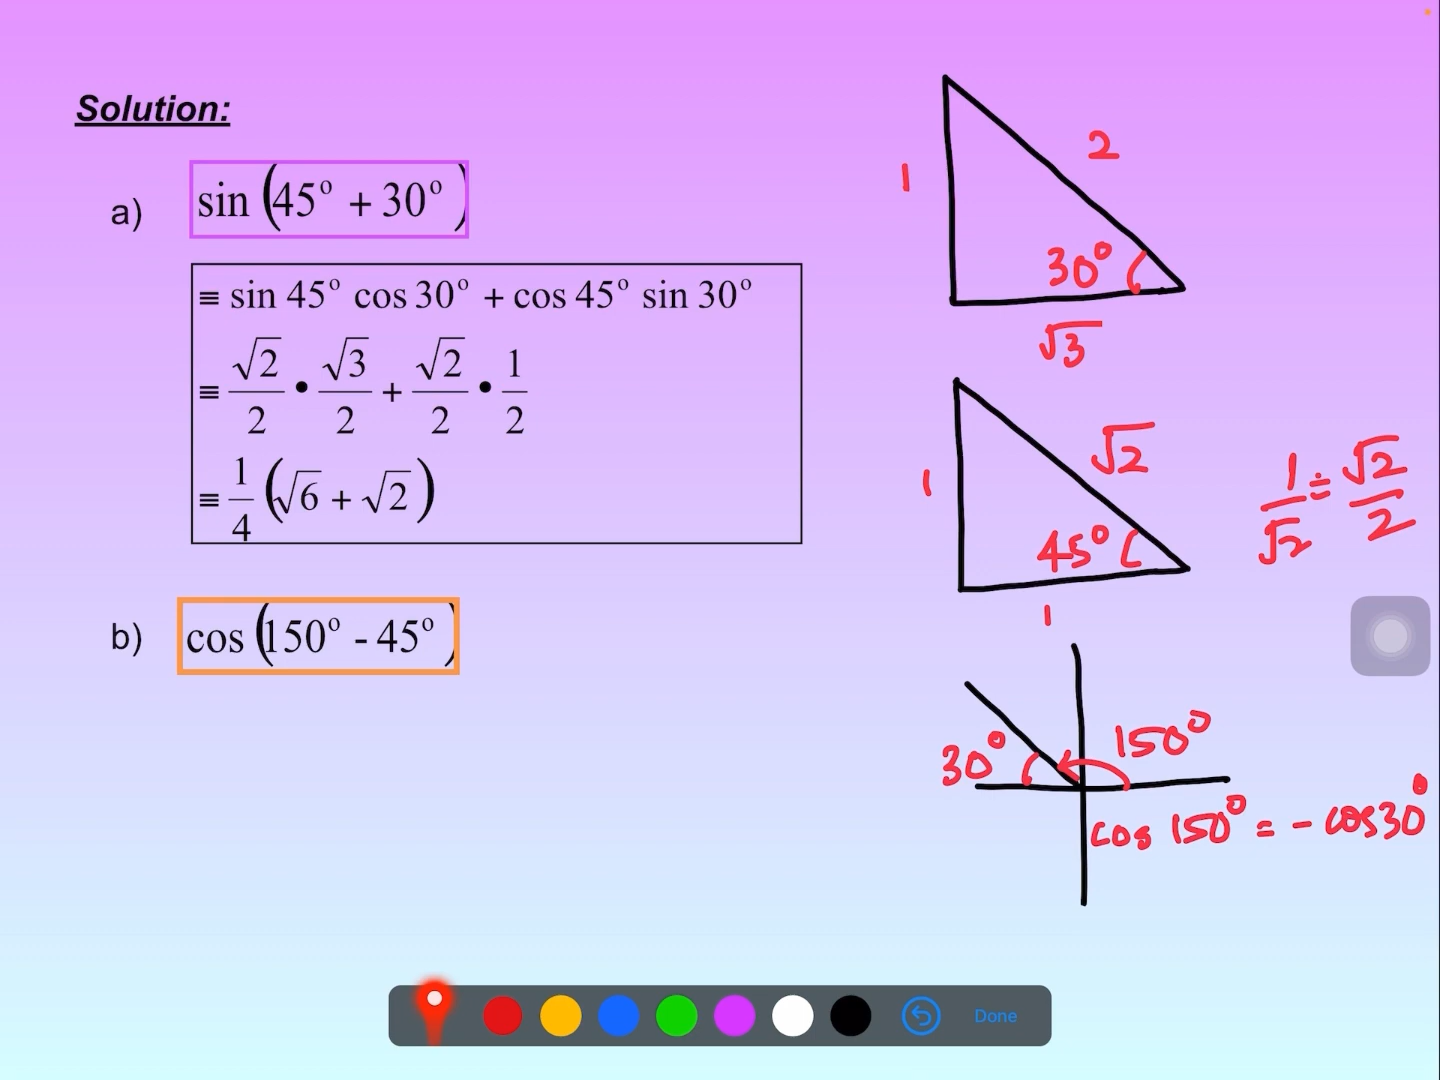 Solution:
a) sin (45° + 30°)
≡ sin 45° cos 30° + cos 45° sin 30°
≡ √2/2 • √3/2 + √2/2 • 1/2
≡ 1/4 (√6 + √2)
b) cos (150° - 45°)
1
2
30°
√3
1
√2
45°
1
1/√2 ÷ √2/2
30°
150°
cos 150° = - cos 30°
Done